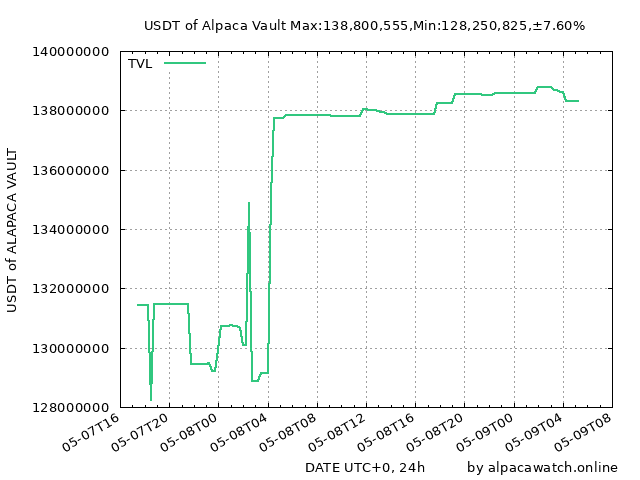 USDT of Alpaca Vault Max:138,800,555,Min:128,250,825,±7.60%
TVL
140000000
138000000
136000000
134000000
132000000
130000000
128000000
USDT of ALAPACA VAULT
05-07T16
05-07T20
05-08T00
05-08T04
05-08T08
05-08T12
05-08T16
05-08T20
05-09T00
05-09T04
05-09T08
DATE UTC+0, 24h
by alpacawatch.online